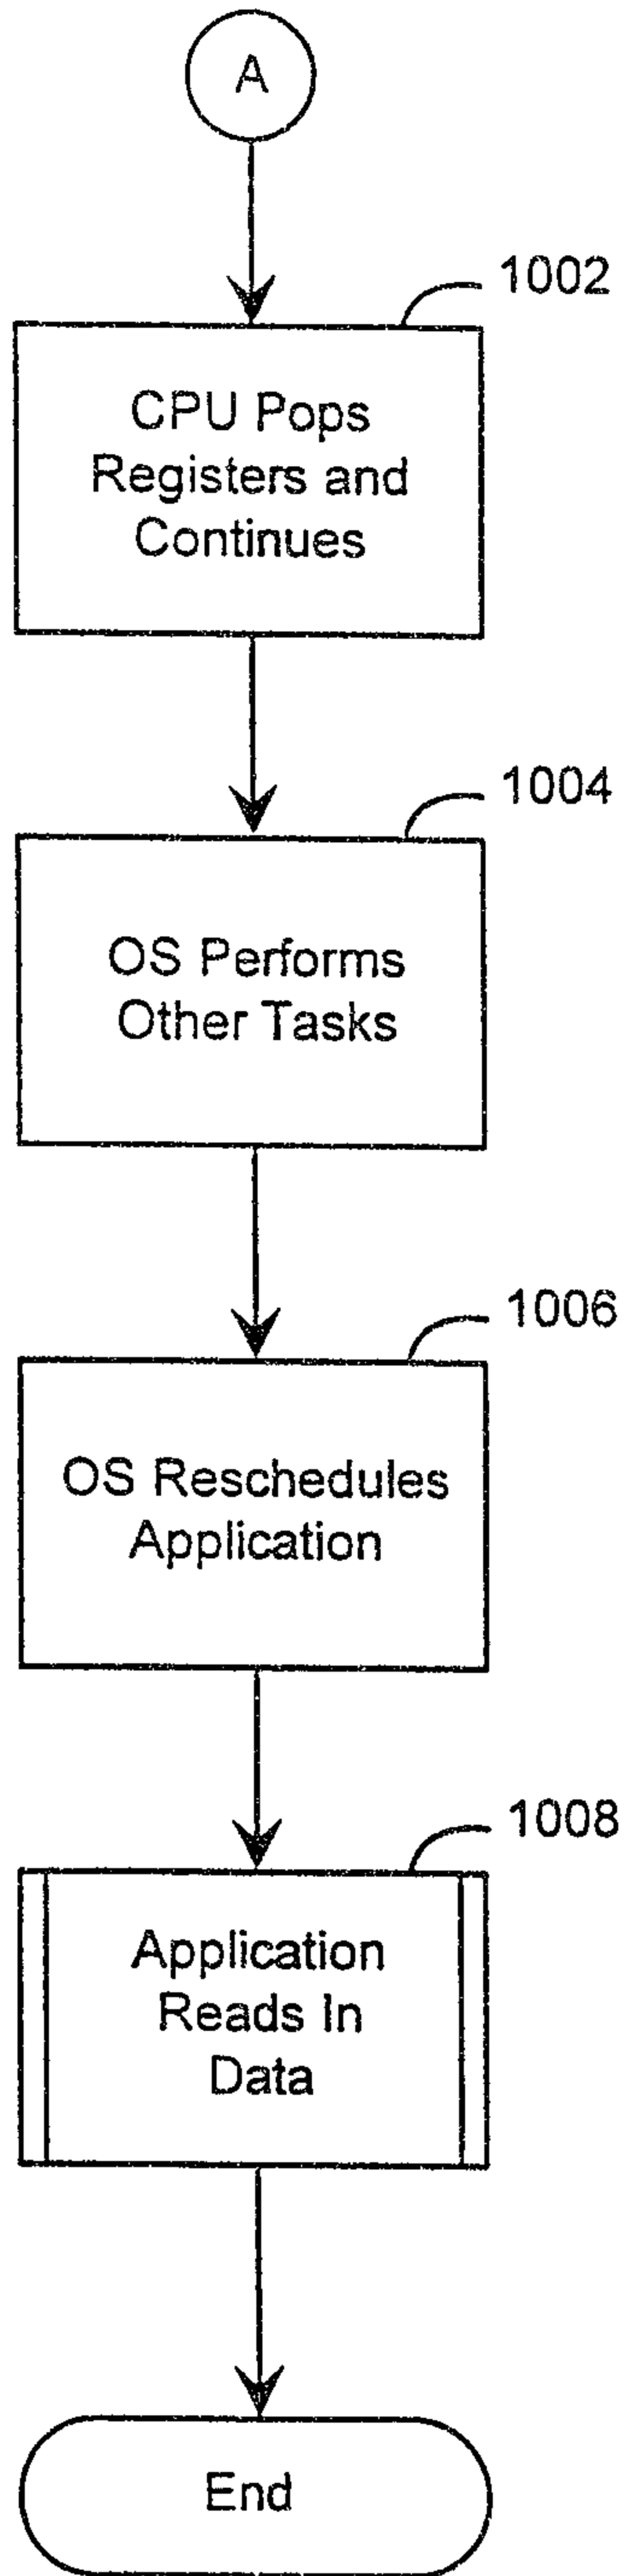 A
1002
CPU Pops
Registers and
Continues
1004
OS Performs
Other Tasks
1006
OS Reschedules
Application
1008
Application
Reads In
Data
End